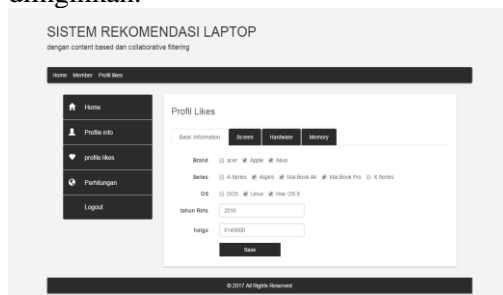 diinginkan.
SISTEM REKOMENDASI LAPTOP
dengan content based dan collaborative filtering
Home Member Profil likes
Home
Profile info
profile likes
Perhitungan
Logout
Profil Likes
Basic Information Screen Hardware Memory
Brand acer Apple Asus
Series A Series Aspire MacBook Air MacBook Pro X Series
OS DOS Linux Mac OS X
tahun Rilis 2016
harga 6149000
Save
© 2017 All Rights Reserved